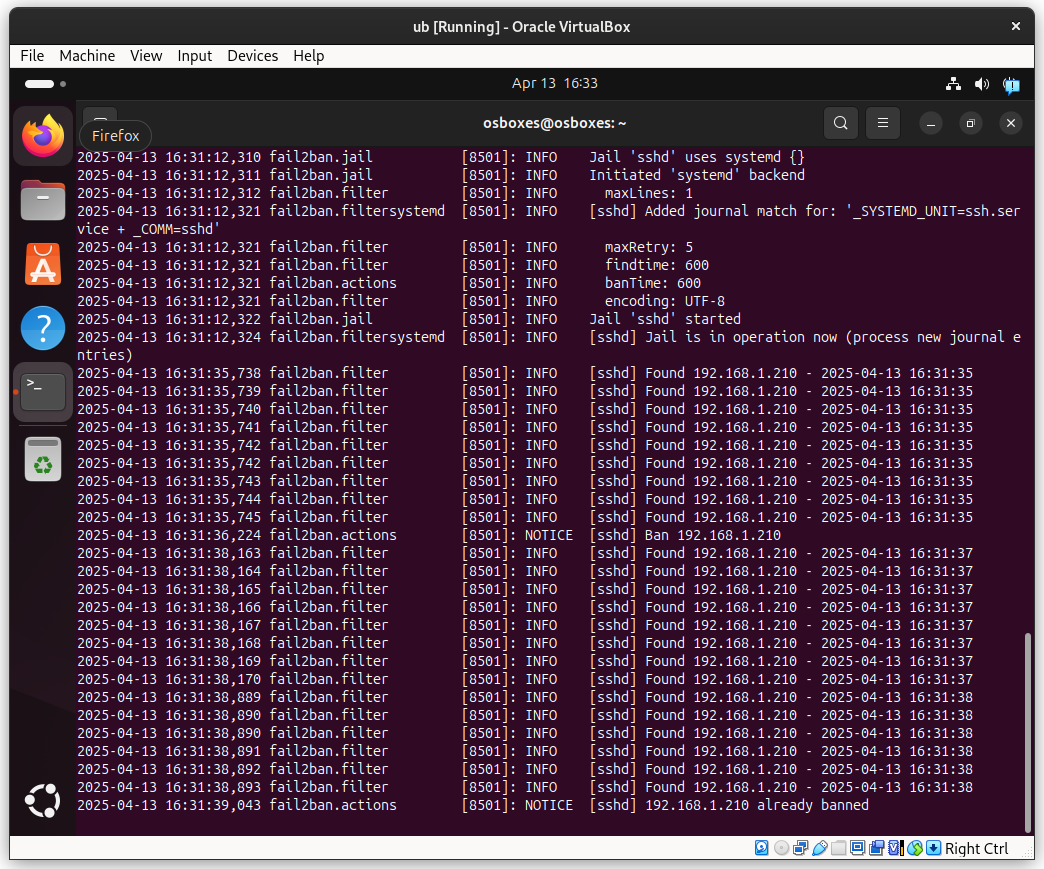 ub [Running] - Oracle VirtualBox
File Machine View Input Devices Help
Apr 13 16:33
osboxes@osboxes: ~
Firefox
2025-04-13 16:31:12,310 fail2ban.jail [8501]: INFO Jail 'sshd' uses systemd {}
2025-04-13 16:31:12,311 fail2ban.jail [8501]: INFO Initiated 'systemd' backend
2025-04-13 16:31:12,312 fail2ban.filter [8501]: INFO maxLines: 1
2025-04-13 16:31:12,321 fail2ban.filtersystemd [8501]: INFO [sshd] Added journal match for: '_SYSTEMD_UNIT=ssh.ser
vice + _COMM=sshd'
2025-04-13 16:31:12,321 fail2ban.filter [8501]: INFO maxRetry: 5
2025-04-13 16:31:12,321 fail2ban.filter [8501]: INFO findtime: 600
2025-04-13 16:31:12,321 fail2ban.actions [8501]: INFO banTime: 600
2025-04-13 16:31:12,321 fail2ban.filter [8501]: INFO encoding: UTF-8
2025-04-13 16:31:12,322 fail2ban.jail [8501]: INFO Jail 'sshd' started
2025-04-13 16:31:12,324 fail2ban.filtersystemd [8501]: INFO [sshd] Jail is in operation now (process new journal e
ntries)
2025-04-13 16:31:35,738 fail2ban.filter [8501]: INFO [sshd] Found 192.168.1.210 - 2025-04-13 16:31:35
2025-04-13 16:31:35,739 fail2ban.filter [8501]: INFO [sshd] Found 192.168.1.210 - 2025-04-13 16:31:35
2025-04-13 16:31:35,740 fail2ban.filter [8501]: INFO [sshd] Found 192.168.1.210 - 2025-04-13 16:31:35
2025-04-13 16:31:35,741 fail2ban.filter [8501]: INFO [sshd] Found 192.168.1.210 - 2025-04-13 16:31:35
2025-04-13 16:31:35,742 fail2ban.filter [8501]: INFO [sshd] Found 192.168.1.210 - 2025-04-13 16:31:35
2025-04-13 16:31:35,742 fail2ban.filter [8501]: INFO [sshd] Found 192.168.1.210 - 2025-04-13 16:31:35
2025-04-13 16:31:35,743 fail2ban.filter [8501]: INFO [sshd] Found 192.168.1.210 - 2025-04-13 16:31:35
2025-04-13 16:31:35,744 fail2ban.filter [8501]: INFO [sshd] Found 192.168.1.210 - 2025-04-13 16:31:35
2025-04-13 16:31:35,745 fail2ban.filter [8501]: INFO [sshd] Found 192.168.1.210 - 2025-04-13 16:31:35
2025-04-13 16:31:36,224 fail2ban.actions [8501]: NOTICE [sshd] Ban 192.168.1.210
2025-04-13 16:31:38,163 fail2ban.filter [8501]: INFO [sshd] Found 192.168.1.210 - 2025-04-13 16:31:37
2025-04-13 16:31:38,164 fail2ban.filter [8501]: INFO [sshd] Found 192.168.1.210 - 2025-04-13 16:31:37
2025-04-13 16:31:38,165 fail2ban.filter [8501]: INFO [sshd] Found 192.168.1.210 - 2025-04-13 16:31:37
2025-04-13 16:31:38,166 fail2ban.filter [8501]: INFO [sshd] Found 192.168.1.210 - 2025-04-13 16:31:37
2025-04-13 16:31:38,167 fail2ban.filter [8501]: INFO [sshd] Found 192.168.1.210 - 2025-04-13 16:31:37
2025-04-13 16:31:38,168 fail2ban.filter [8501]: INFO [sshd] Found 192.168.1.210 - 2025-04-13 16:31:37
2025-04-13 16:31:38,169 fail2ban.filter [8501]: INFO [sshd] Found 192.168.1.210 - 2025-04-13 16:31:37
2025-04-13 16:31:38,170 fail2ban.filter [8501]: INFO [sshd] Found 192.168.1.210 - 2025-04-13 16:31:37
2025-04-13 16:31:38,889 fail2ban.filter [8501]: INFO [sshd] Found 192.168.1.210 - 2025-04-13 16:31:38
2025-04-13 16:31:38,890 fail2ban.filter [8501]: INFO [sshd] Found 192.168.1.210 - 2025-04-13 16:31:38
2025-04-13 16:31:38,890 fail2ban.filter [8501]: INFO [sshd] Found 192.168.1.210 - 2025-04-13 16:31:38
2025-04-13 16:31:38,891 fail2ban.filter [8501]: INFO [sshd] Found 192.168.1.210 - 2025-04-13 16:31:38
2025-04-13 16:31:38,892 fail2ban.filter [8501]: INFO [sshd] Found 192.168.1.210 - 2025-04-13 16:31:38
2025-04-13 16:31:38,893 fail2ban.filter [8501]: INFO [sshd] Found 192.168.1.210 - 2025-04-13 16:31:38
2025-04-13 16:31:39,043 fail2ban.actions [8501]: NOTICE [sshd] 192.168.1.210 already banned
Right Ctrl